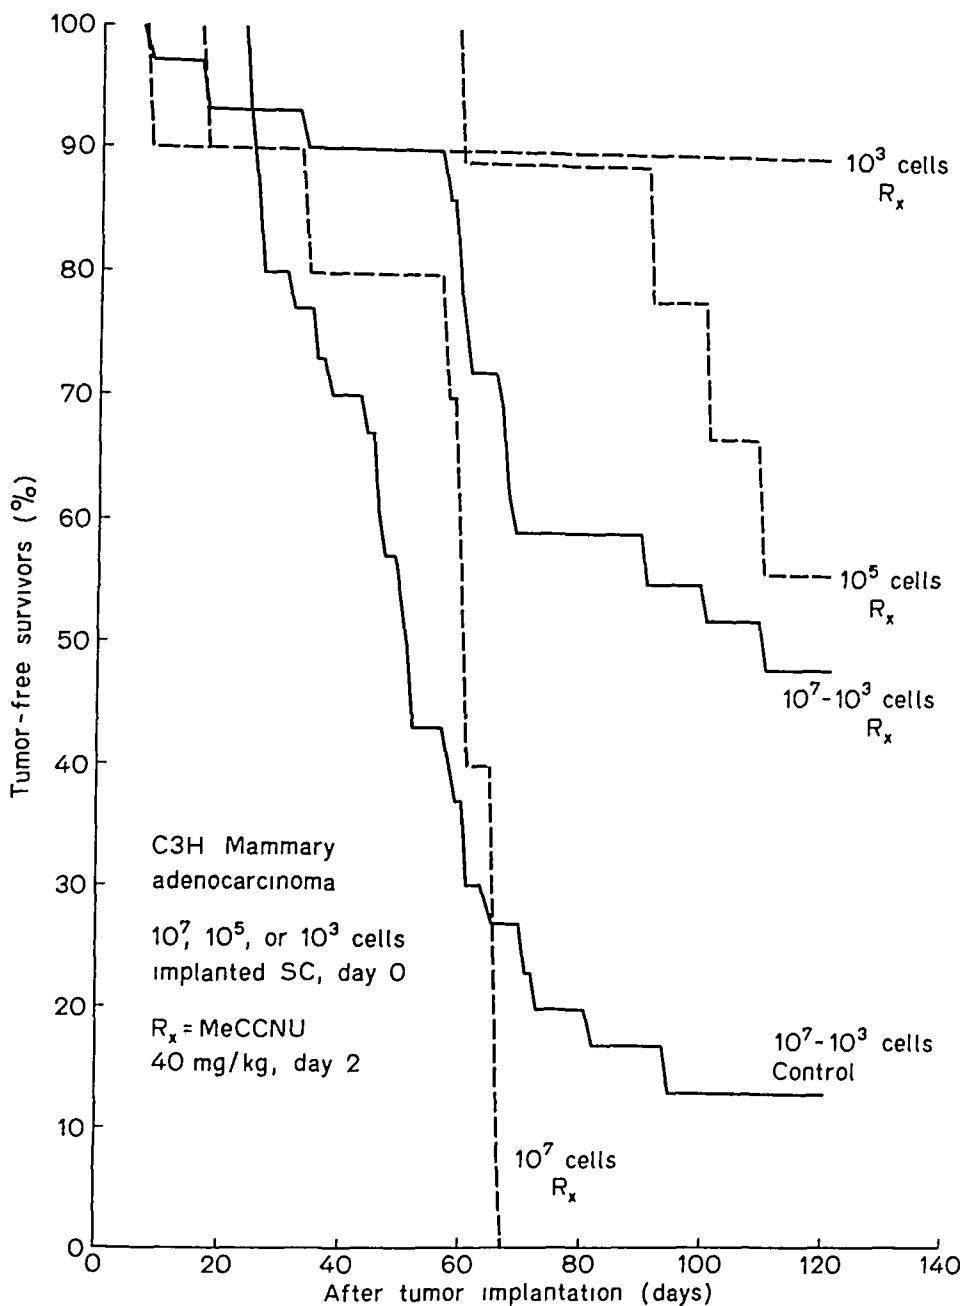 100
90
80
70
60
50
40
30
20
10
0
Tumor-free survivors (%)
10³ cells
Rₓ
10⁵ cells
Rₓ
10⁷-10³ cells
Rₓ
C3H Mammary
adenocarcinoma
10⁷, 10⁵, or 10³ cells
implanted SC, day 0
Rₓ = MeCCNU
40 mg/kg, day 2
10⁷-10³ cells
Control
10⁷ cells
Rₓ
0 20 40 60 80 100 120 140
After tumor implantation (days)